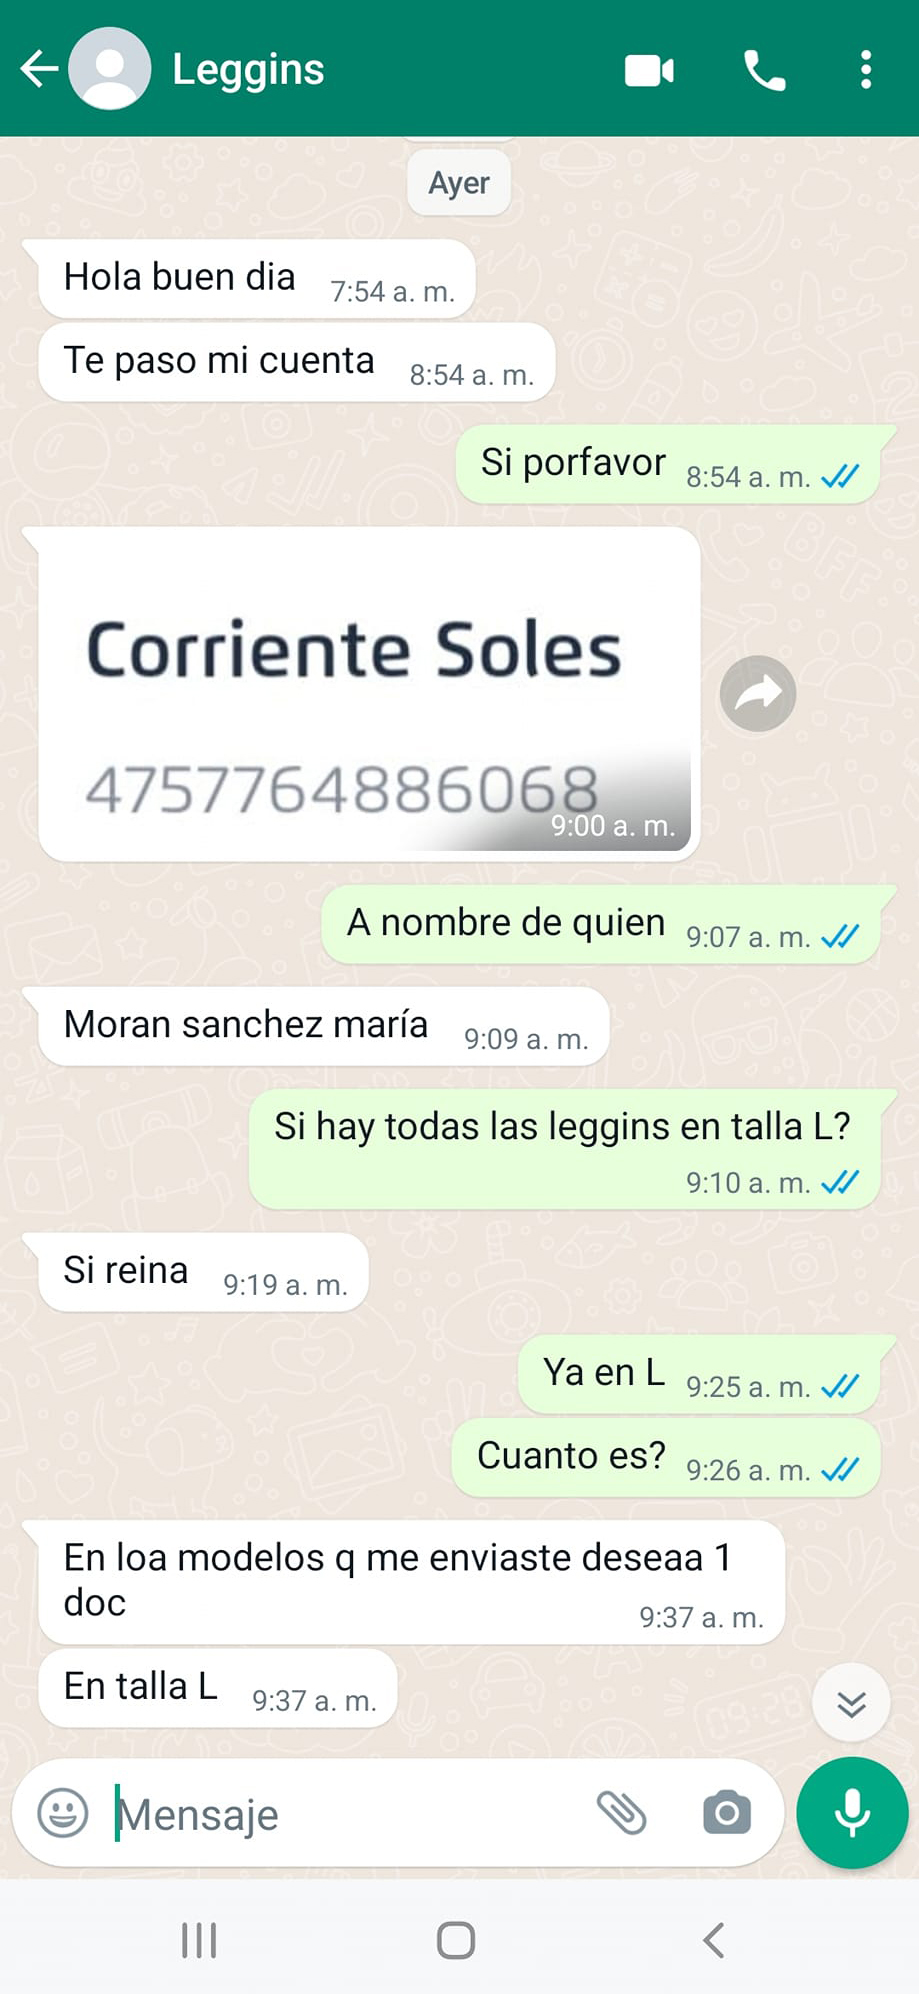 Leggins
Ayer
Hola buen dia 7:54 a. m.
Te paso mi cuenta 8:54 a. m.
Si porfavor 8:54 a. m.
Corriente Soles
4757764886068
9:00 a. m.
A nombre de quien 9:07 a. m.
Moran sanchez maría 9:09 a. m.
Si hay todas las leggins en talla L?
9:10 a. m.
Si reina 9:19 a. m.
Ya en L 9:25 a. m.
Cuanto es? 9:26 a. m.
En loa modelos q me enviaste deseaa 1
doc 9:37 a. m.
En talla L 9:37 a. m.
Mensaje